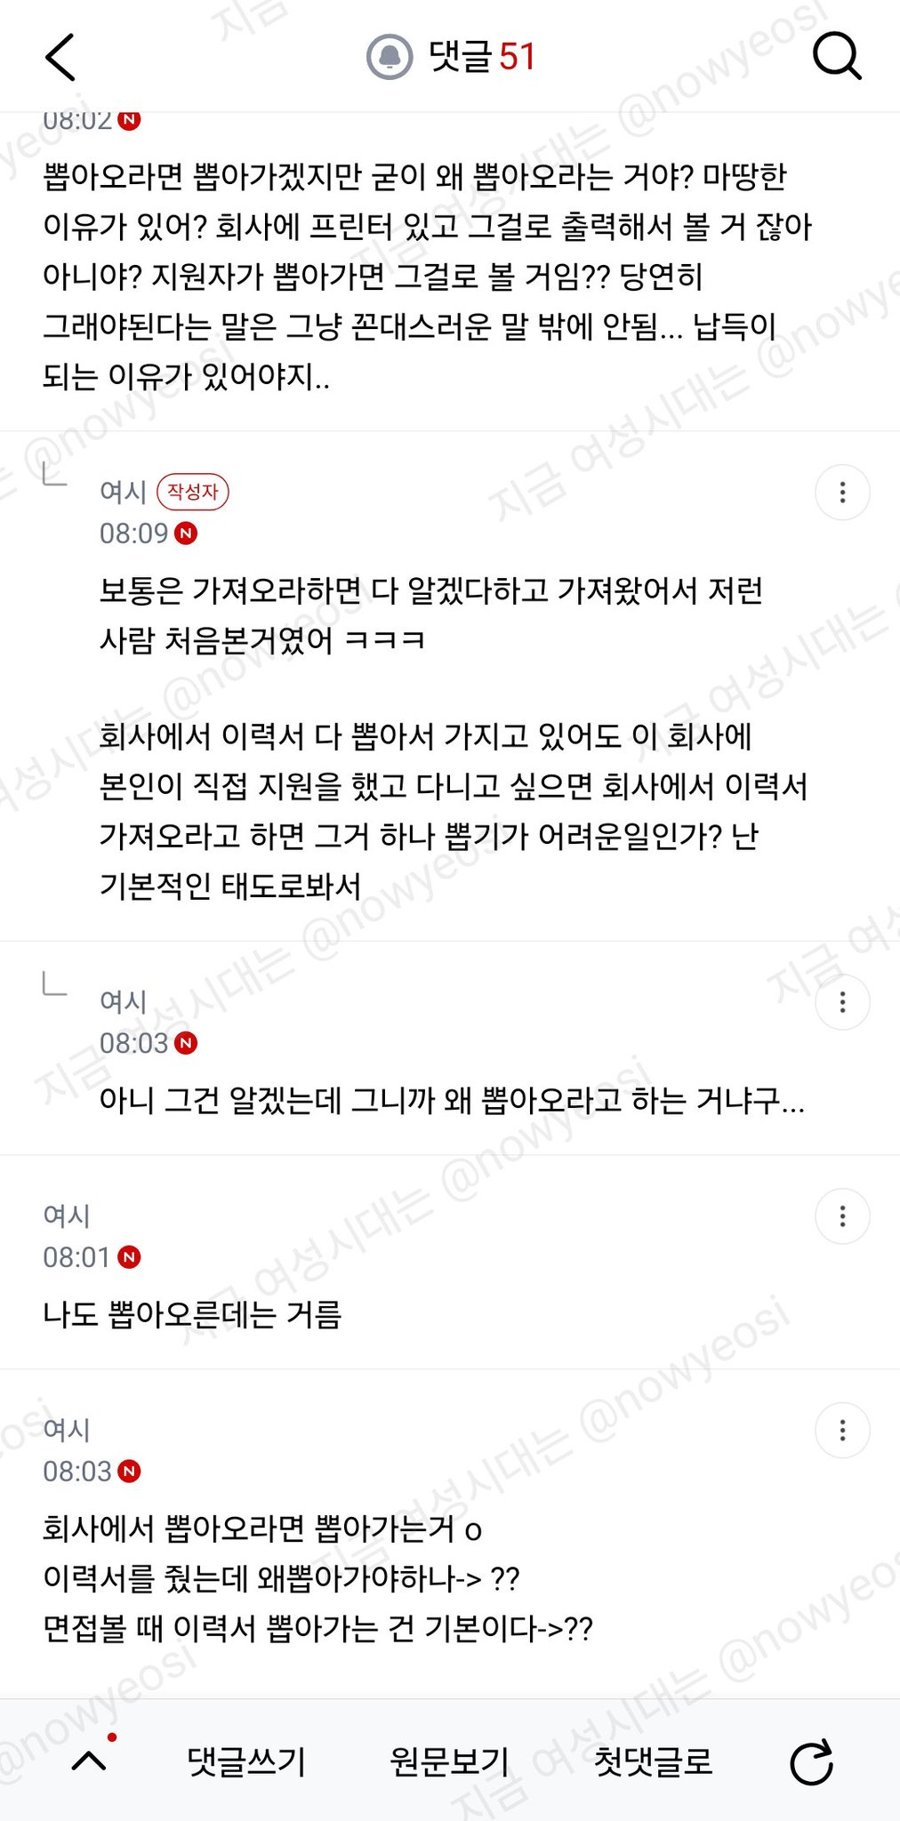 댓글 51
08:02 N
뽑아오라면 뽑아가겠지만 굳이 왜 뽑아오라는 거야? 마땅한
이유가 있어? 회사에 프린터 있고 그걸로 출력해서 볼 거 잖아
아니야? 지원자가 뽑아가면 그걸로 볼 거임?? 당연히
그래야된다는 말은 그냥 꼰대스러운 말 밖에 안됨... 납득이
되는 이유가 있어야지..
여시 작성자
08:09 N
보통은 가져오라하면 다 알겠다하고 가져왔어서 저런
사람 처음본거였어 ㅋㅋㅋ
회사에서 이력서 다 뽑아서 가지고 있어도 이 회사에
본인이 직접 지원을 했고 다니고 싶으면 회사에서 이력서
가져오라고 하면 그거 하나 뽑기가 어려운일인가? 난
기본적인 태도로봐서
여시
08:03 N
아니 그건 알겠는데 그니까 왜 뽑아오라고 하는 거냐구...
여시
08:01 N
나도 뽑아오른데는 거름
여시
08:03 N
회사에서 뽑아오라면 뽑아가는거 o
이력서를 줬는데 왜뽑아가야하나-> ??
면접볼 때 이력서 뽑아가는 건 기본이다->??
댓글쓰기 원문보기 첫댓글로
지금 여성시대는 @nowyeosi